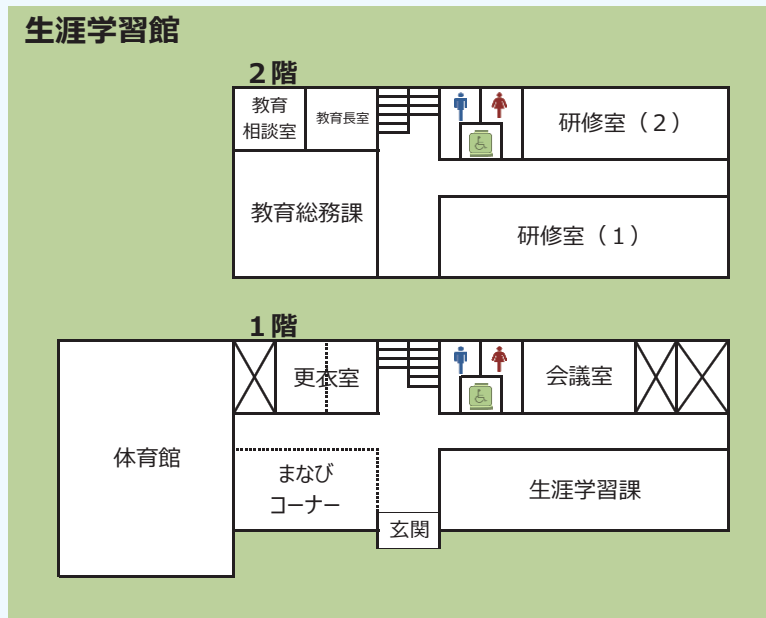 生涯学習館
2階
教育
相談室
教育長室
研修室（2）
教育総務課
研修室（1）
1階
更衣室
会議室
体育館
まなび
コーナー
生涯学習課
玄関